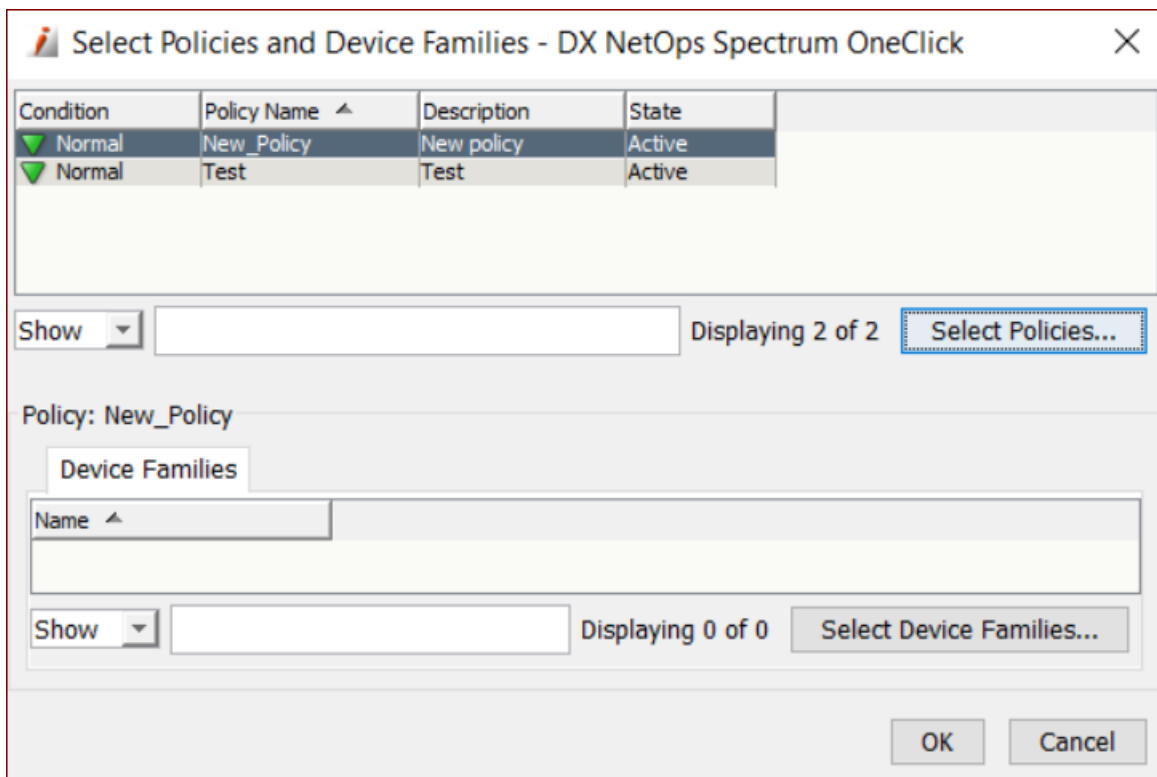 Select Policies and Device Families - DX NetOps Spectrum OneClick
Condition Policy Name Description State
Normal New_Policy New policy Active
Normal Test Test Active
Show Displaying 2 of 2 Select Policies...
Policy: New_Policy
Device Families
Name
Show Displaying 0 of 0 Select Device Families...
OK Cancel